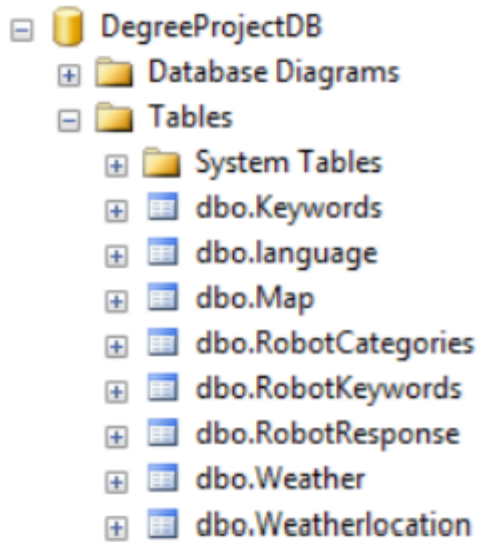 DegreeProjectDB
Database Diagrams
Tables
System Tables
dbo.Keywords
dbo.language
dbo.Map
dbo.RobotCategories
dbo.RobotKeywords
dbo.RobotResponse
dbo.Weather
dbo.Weatherlocation